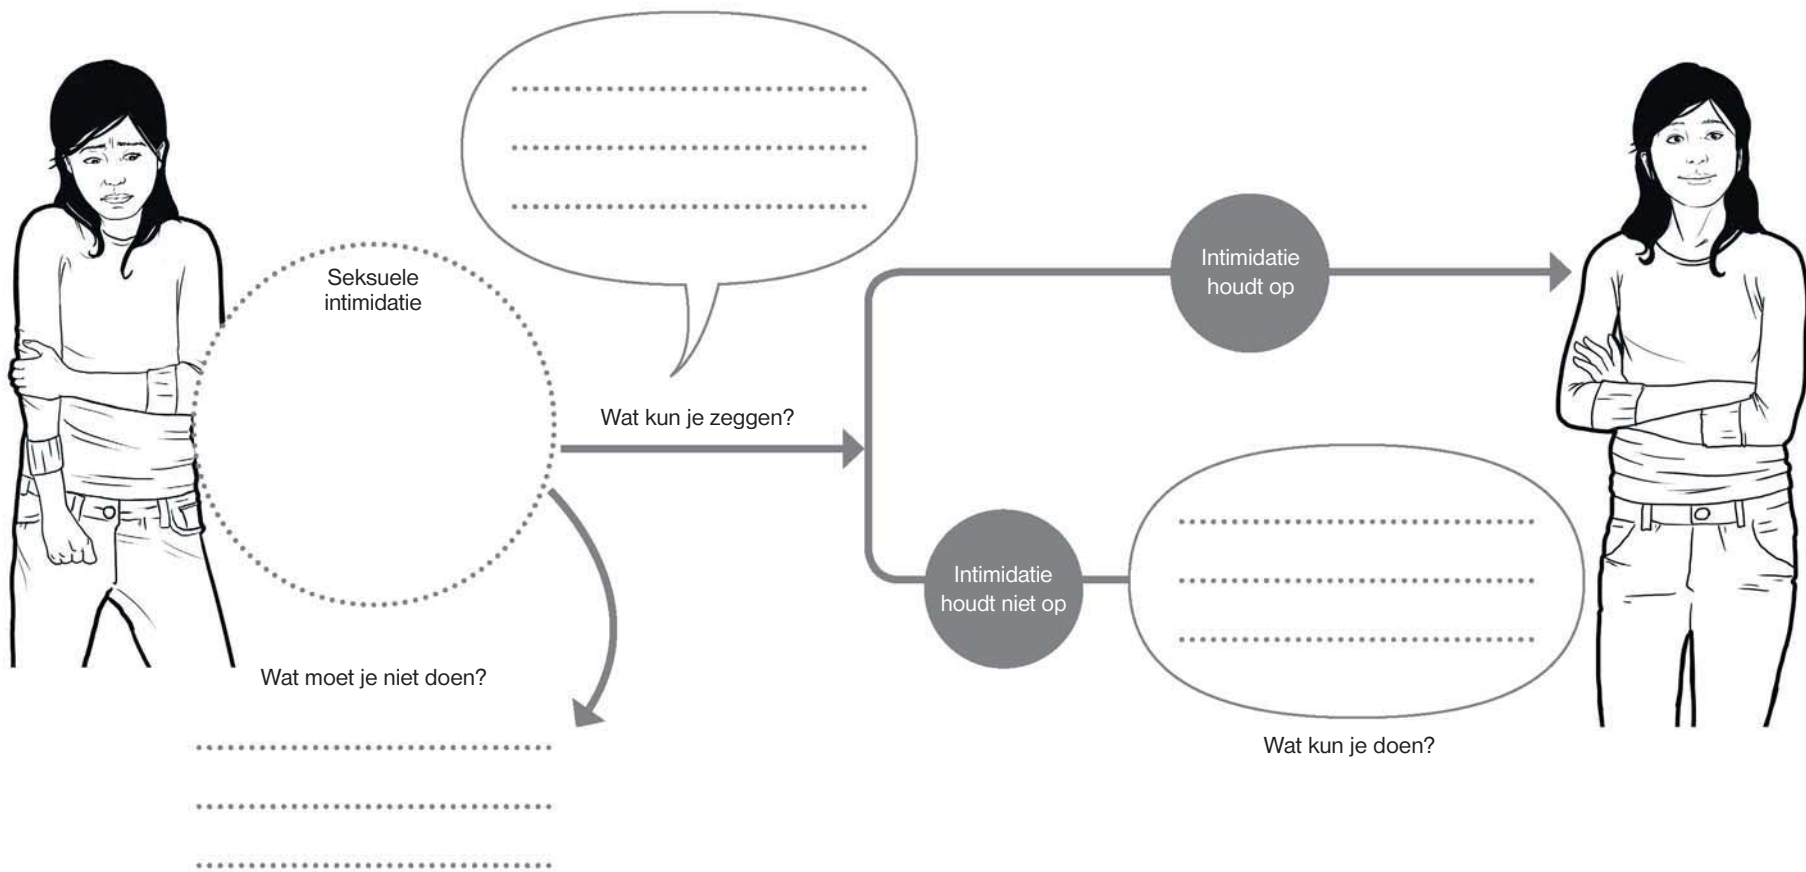 Seksuele
intimidatie
Wat kun je zeggen?
Intimidatie
houdt op
Intimidatie
houdt niet op
Wat moet je niet doen?
Wat kun je doen?